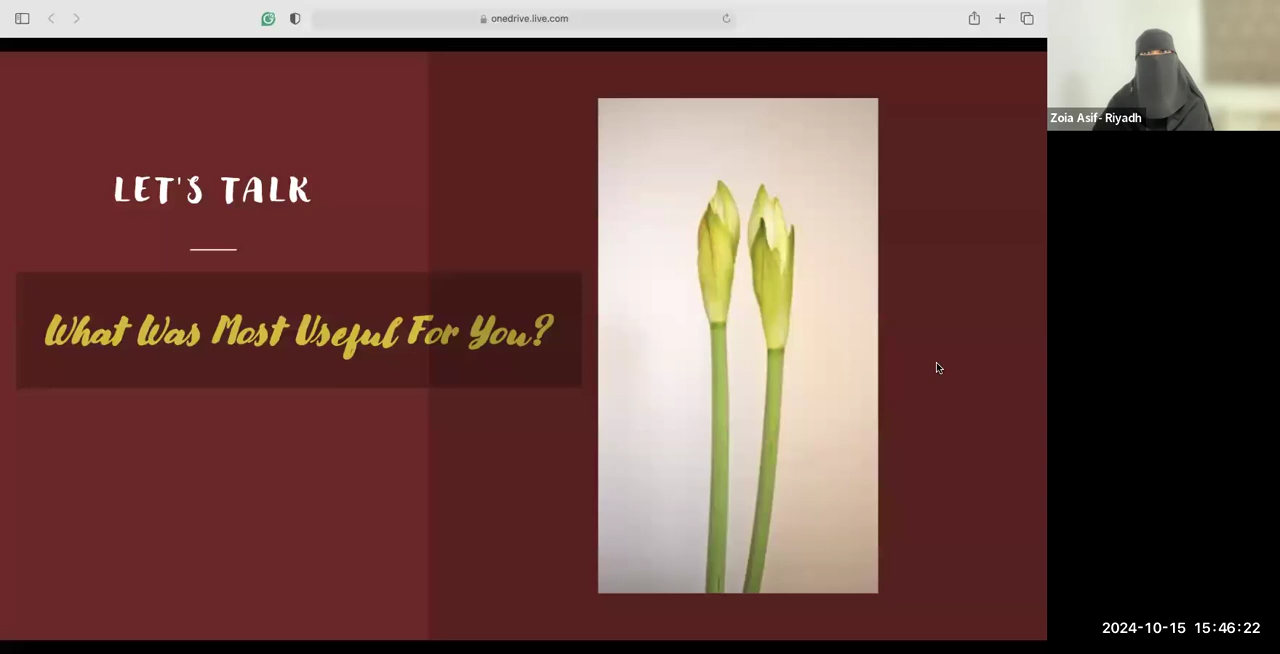 onedrive.live.com
LET'S TALK
What Was Most Useful For You?
Zoia Asif- Riyadh
2024-10-15 15:46:22